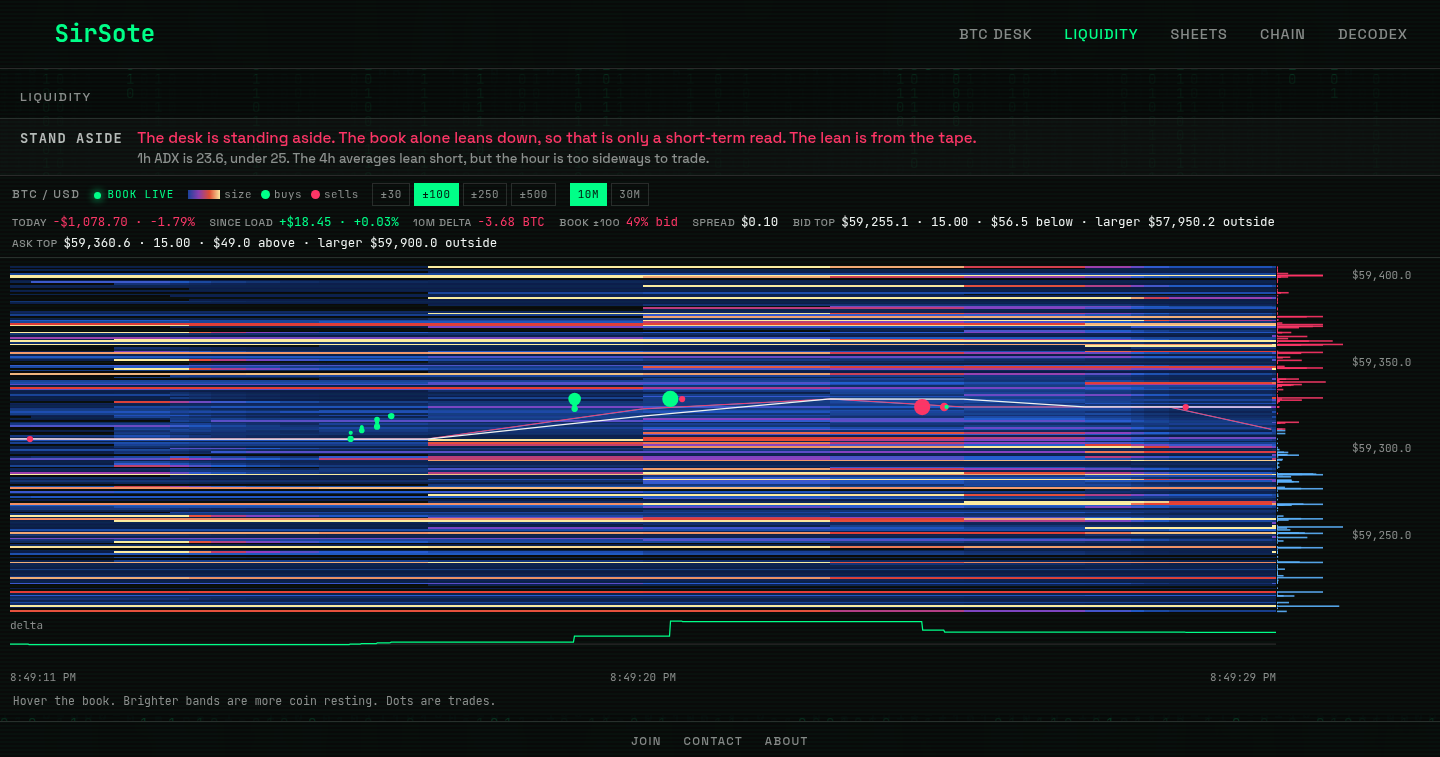 SirSote
BTC DESK LIQUIDITY SHEETS CHAIN DECODEX
LIQUIDITY
STAND ASIDE The desk is standing aside. The book alone leans down, so that is only a short-term read. The lean is from the tape.
1h ADX is 23.6, under 25. The 4h averages lean short, but the hour is too sideways to trade.
BTC / USD BOOK LIVE size buys sells ±30 ±100 ±250 ±500 10M 30M
TODAY -$1,078.70 · -1.79% SINCE LOAD +$18.45 · +0.03% 10M DELTA -3.68 BTC BOOK ±100 49% bid SPREAD $0.10 BID TOP $59,255.1 · 15.00 · $56.5 below · larger $57,950.2 outside
ASK TOP $59,360.6 · 15.00 · $49.0 above · larger $59,900.0 outside
$59,400.0
$59,350.0
$59,300.0
$59,250.0
delta
8:49:11 PM 8:49:20 PM 8:49:29 PM
Hover the book. Brighter bands are more coin resting. Dots are trades.
JOIN CONTACT ABOUT